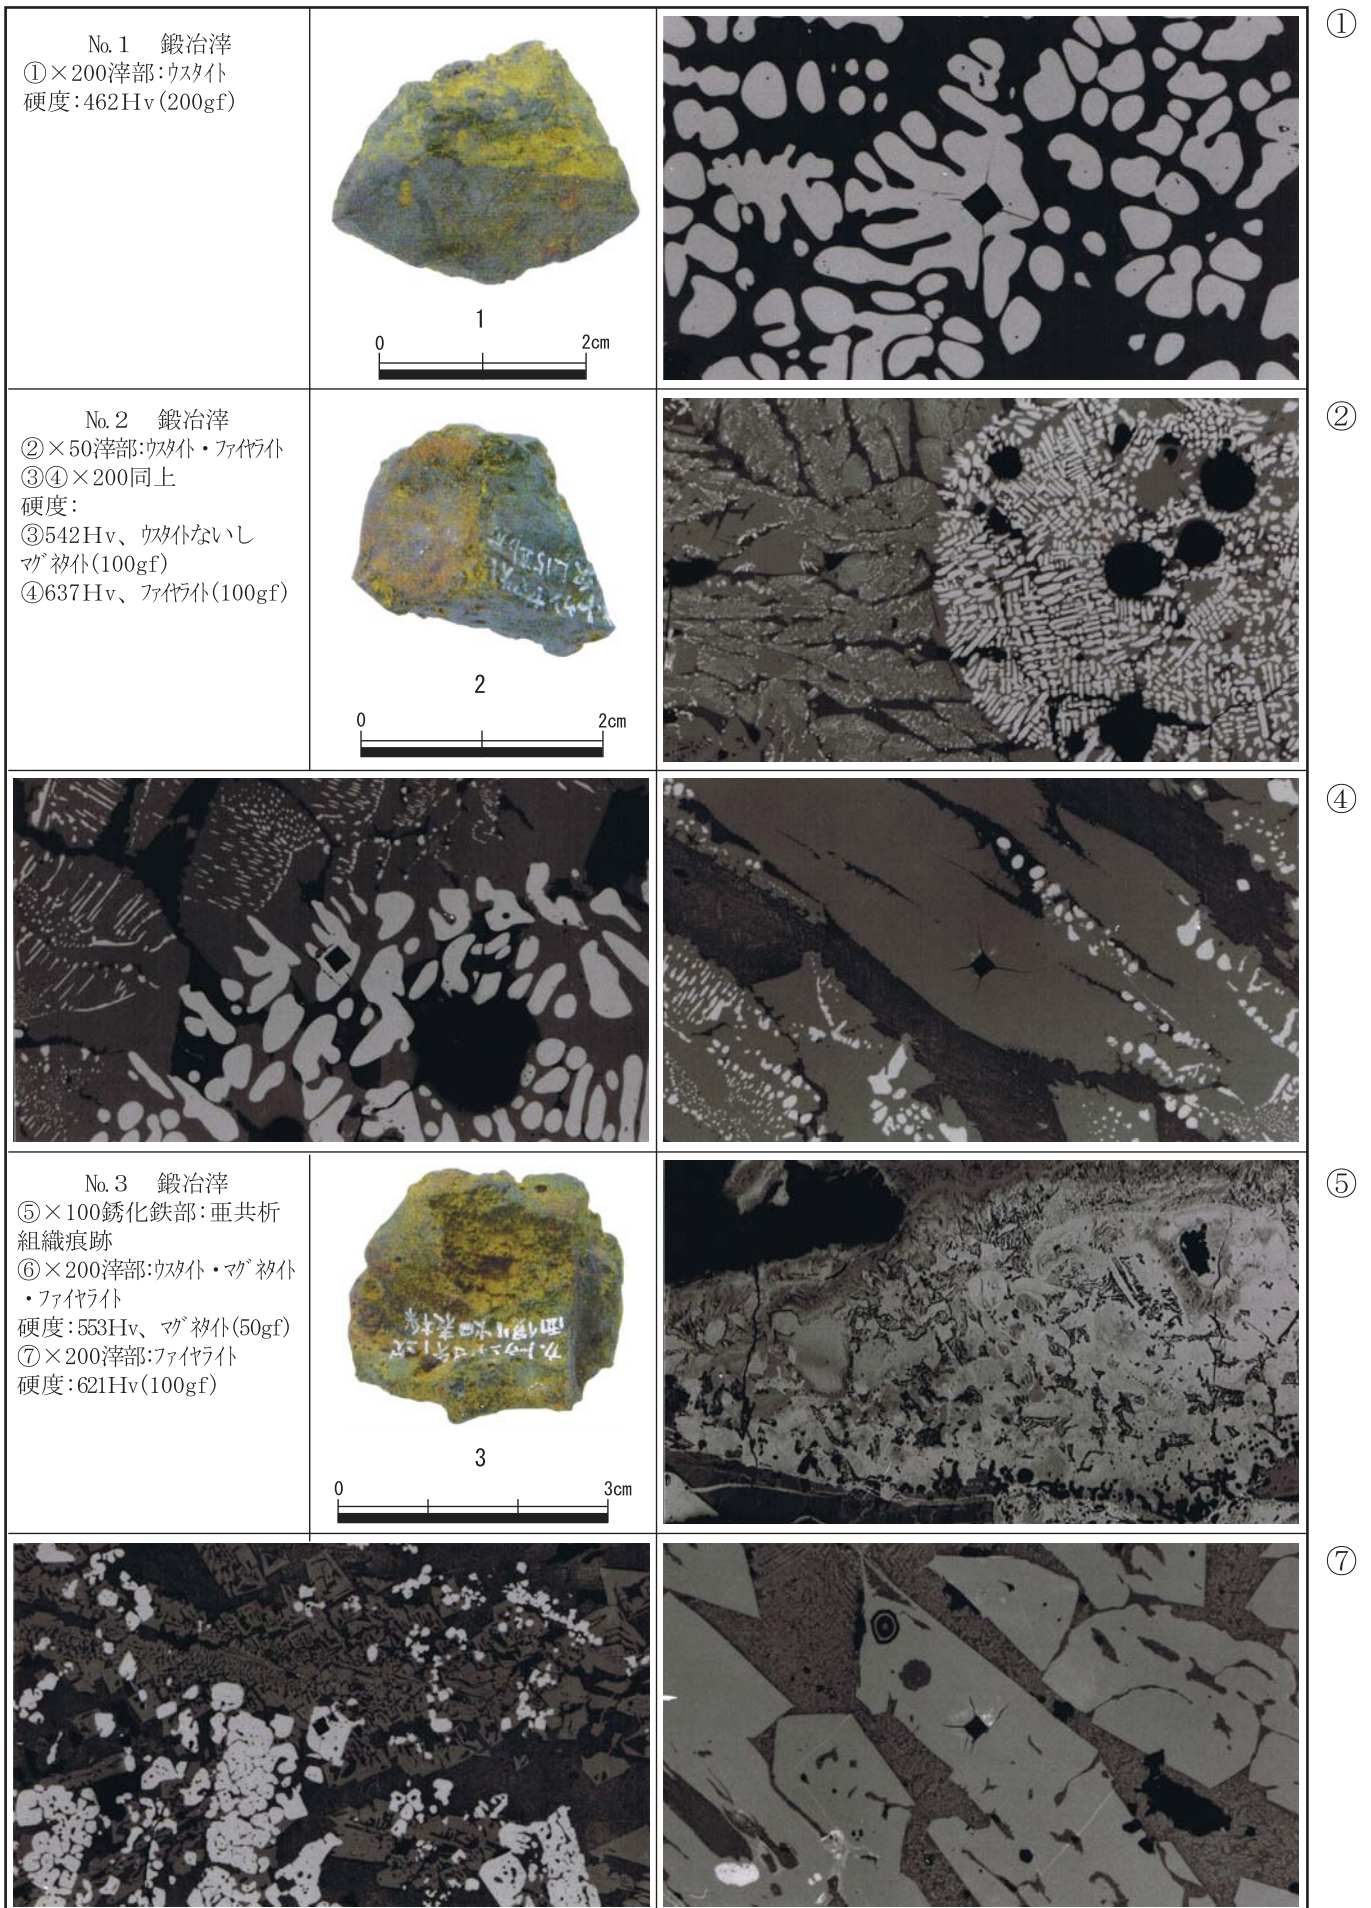 No.1 鍛冶滓
①×200滓部:ウスタイト
硬度:462Hv(200gf)
1
0 2cm
①
No.2 鍛冶滓
②×50滓部:ウスタイト・ファイヤライト
③④×200同上
硬度:
③542Hv、ウスタイトないし
マグネタイト(100gf)
④637Hv、ファイヤライト(100gf)
2
0 2cm
②
④
No.3 鍛冶滓
⑤×100銹化鉄部:亜共析
組織痕跡
⑥×200滓部:ウスタイト・マグネタイト
・ファイヤライト
硬度:553Hv、マグネタイト(50gf)
⑦×200滓部:ファイヤライト
硬度:621Hv(100gf)
3
0 3cm
⑤
⑦